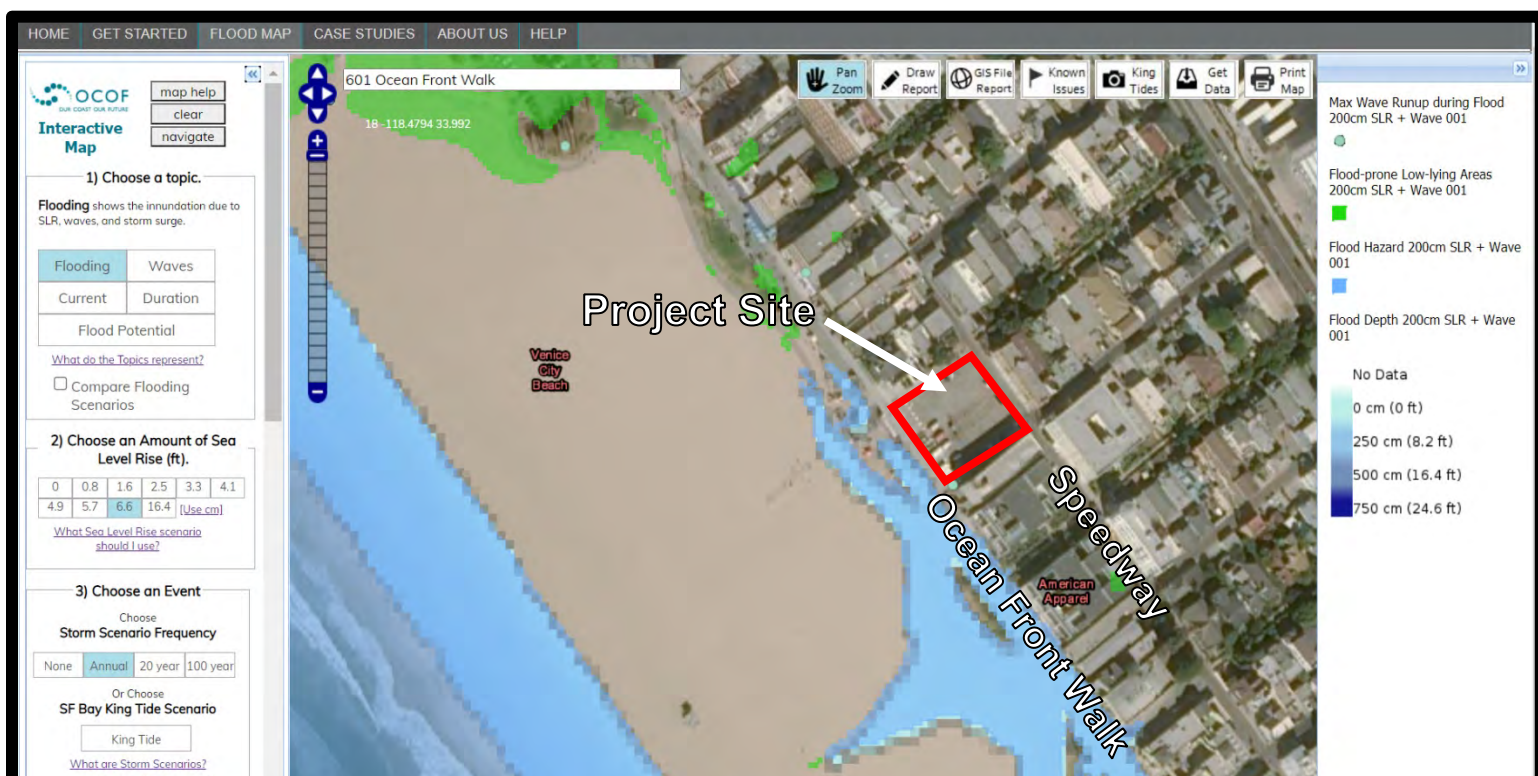 HOME GET STARTED FLOOD MAP CASE STUDIES ABOUT US HELP
OCOF
OUR COAST OUR FUTURE
Interactive
Map
map help
clear
navigate
1) Choose a topic.
Flooding shows the innundation due to
SLR, waves, and storm surge.
Flooding Waves
Current Duration
Flood Potential
What do the Topics represent?
Compare Flooding
Scenarios
2) Choose an Amount of Sea
Level Rise (ft).
0 0.8 1.6 2.5 3.3 4.1
4.9 5.7 6.6 16.4 [Use cm]
What Sea Level Rise scenario
should I use?
3) Choose an Event
Choose
Storm Scenario Frequency
None Annual 20 year 100 year
Or Choose
SF Bay King Tide Scenario
King Tide
What are Storm Scenarios?
601 Ocean Front Walk
18 -118.4794 33.992
Pan
Zoom
Draw
Report
GIS File
Report
Known
Issues
King
Tides
Get
Data
Print
Map
Project Site
Venice
City
Beach
Speedway
Ocean Front Walk
American
Apparel
Max Wave Runup during Flood
200cm SLR + Wave 001
Flood-prone Low-lying Areas
200cm SLR + Wave 001
Flood Hazard 200cm SLR + Wave
001
Flood Depth 200cm SLR + Wave
001
No Data
0 cm (0 ft)
250 cm (8.2 ft)
500 cm (16.4 ft)
750 cm (24.6 ft)